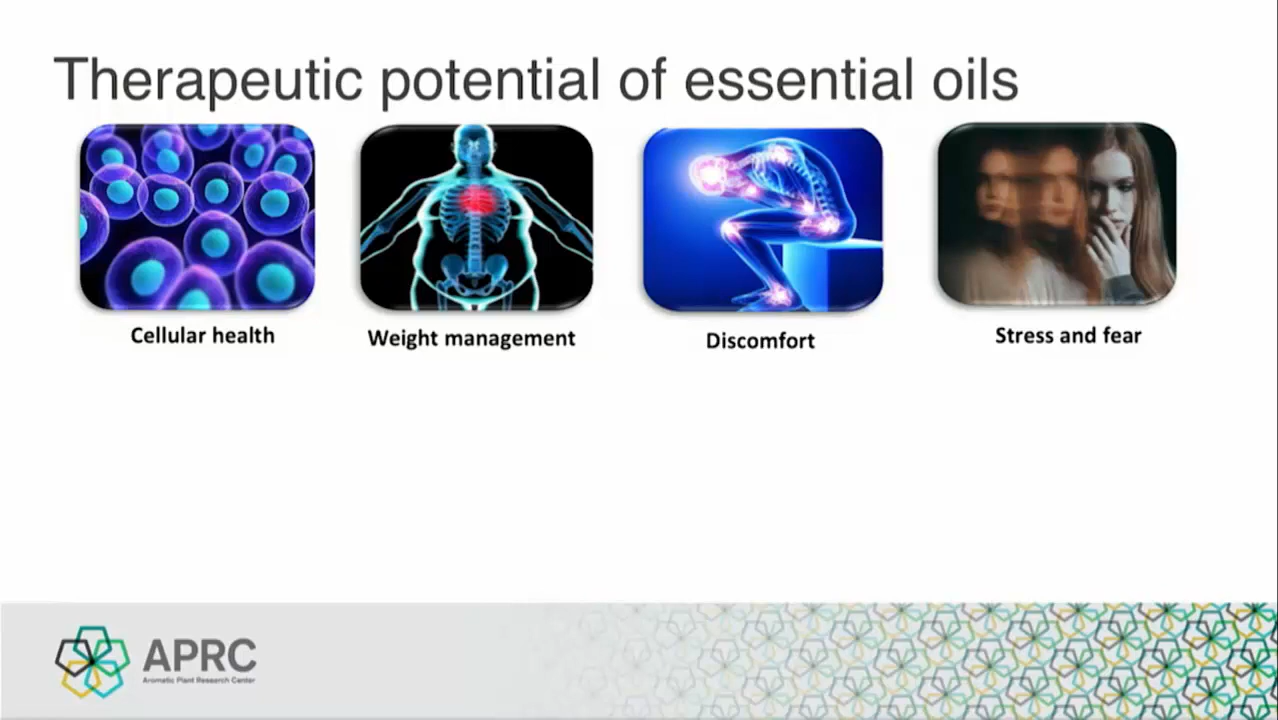 Therapeutic potential of essential oils
Cellular health
Weight management
Discomfort
Stress and fear
APRC
Aromatic Plant Research Center